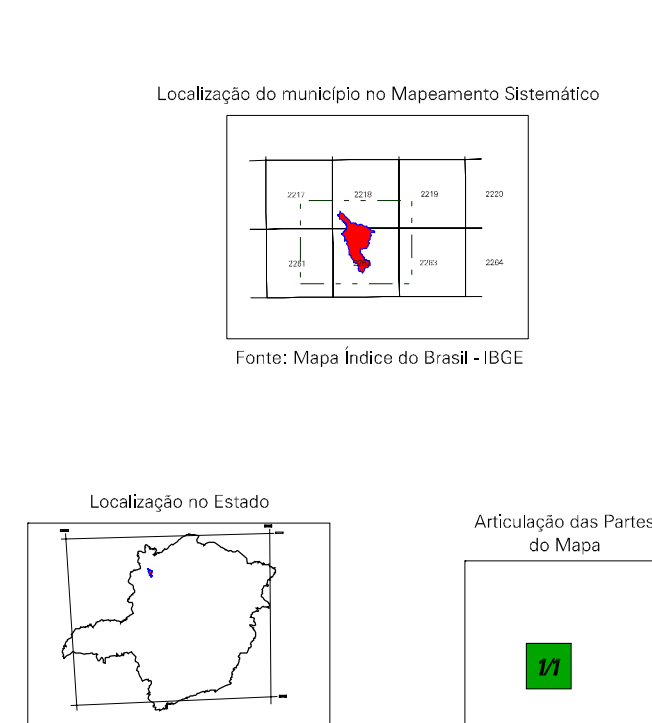 Localização do município no Mapeamento Sistemático
2217 2218 2219 2220
2261 2263 2264
Fonte: Mapa Índice do Brasil - IBGE
Localização no Estado
Articulação das Partes
do Mapa
1/1